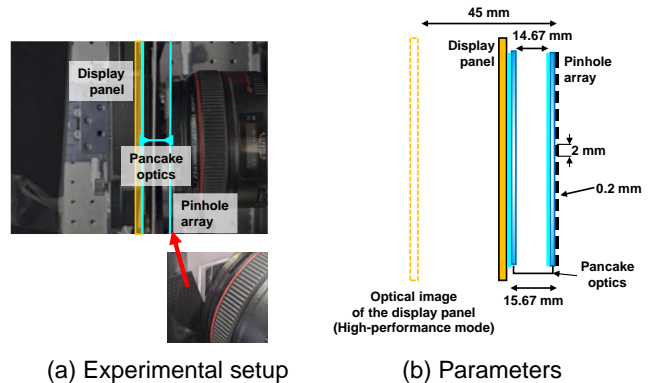 Display
panel
Pancake
optics
Pinhole
array
(a) Experimental setup
45 mm
14.67 mm
Display
panel
Pinhole
array
2 mm
0.2 mm
Pancake
optics
15.67 mm
Optical image
of the display panel
(High-performance mode)
(b) Parameters